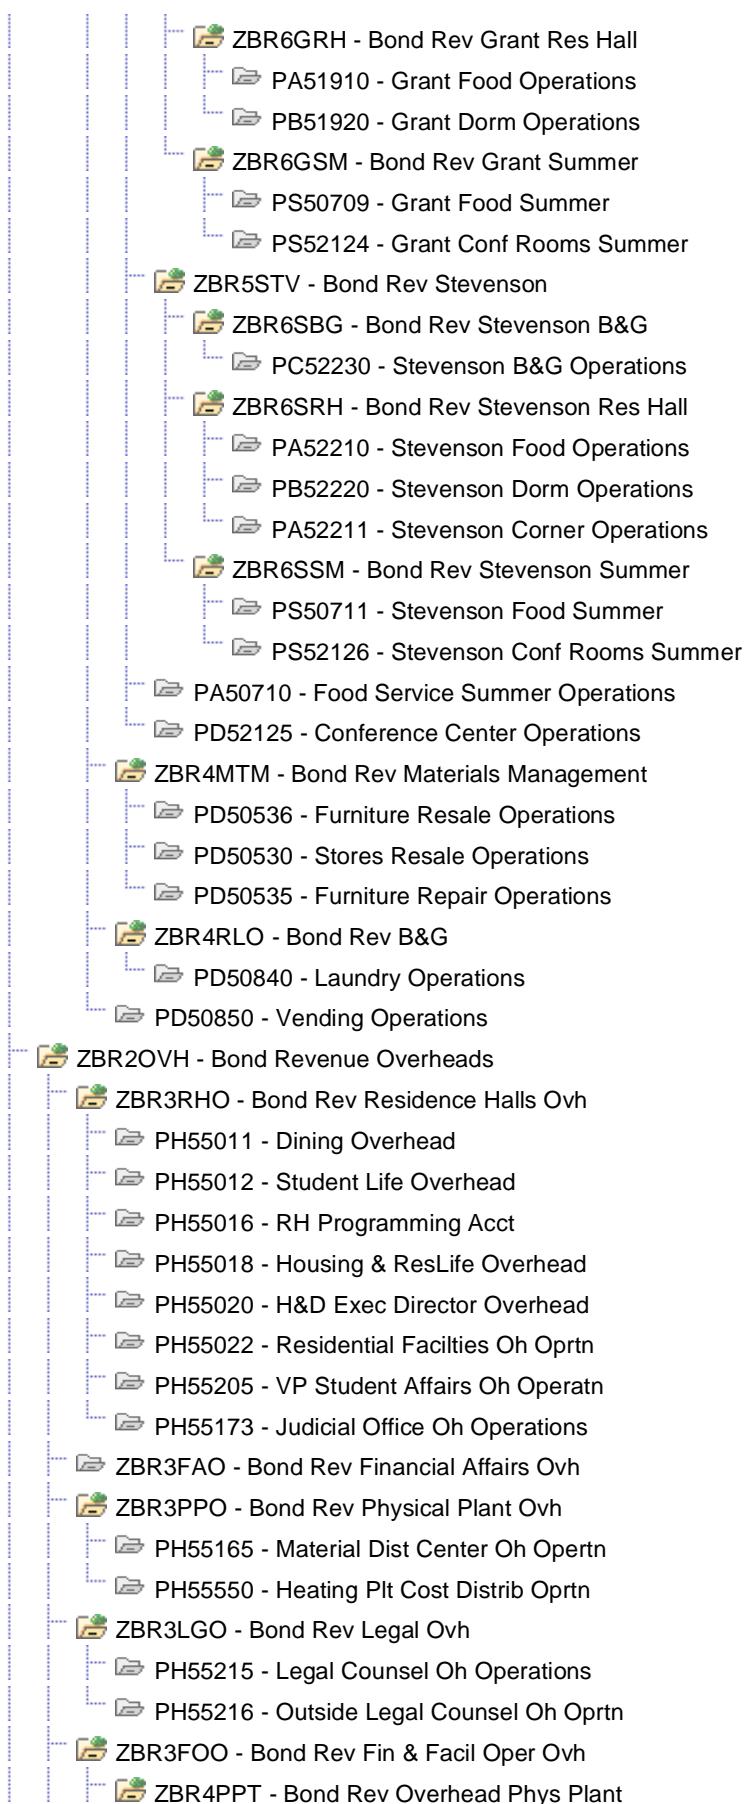 ZBR6GRH - Bond Rev Grant Res Hall
PA51910 - Grant Food Operations
PB51920 - Grant Dorm Operations
ZBR6GSM - Bond Rev Grant Summer
PS50709 - Grant Food Summer
PS52124 - Grant Conf Rooms Summer
ZBR5STV - Bond Rev Stevenson
ZBR6SBG - Bond Rev Stevenson B&G
PC52230 - Stevenson B&G Operations
ZBR6SRH - Bond Rev Stevenson Res Hall
PA52210 - Stevenson Food Operations
PB52220 - Stevenson Dorm Operations
PA52211 - Stevenson Corner Operations
ZBR6SSM - Bond Rev Stevenson Summer
PS50711 - Stevenson Food Summer
PS52126 - Stevenson Conf Rooms Summer
PA50710 - Food Service Summer Operations
PD52125 - Conference Center Operations
ZBR4MTM - Bond Rev Materials Management
PD50536 - Furniture Resale Operations
PD50530 - Stores Resale Operations
PD50535 - Furniture Repair Operations
ZBR4RLO - Bond Rev B&G
PD50840 - Laundry Operations
PD50850 - Vending Operations
ZBR2OVH - Bond Revenue Overheads
ZBR3RHO - Bond Rev Residence Halls Ovh
PH55011 - Dining Overhead
PH55012 - Student Life Overhead
PH55016 - RH Programming Acct
PH55018 - Housing & ResLife Overhead
PH55020 - H&D Exec Director Overhead
PH55022 - Residential Facilties Oh Oprtn
PH55205 - VP Student Affairs Oh Operatn
PH55173 - Judicial Office Oh Operations
ZBR3FAO - Bond Rev Financial Affairs Ovh
ZBR3PPO - Bond Rev Physical Plant Ovh
PH55165 - Material Dist Center Oh Opertn
PH55550 - Heating Plt Cost Distrib Oprtn
ZBR3LGO - Bond Rev Legal Ovh
PH55215 - Legal Counsel Oh Operations
PH55216 - Outside Legal Counsel Oh Oprtn
ZBR3FOO - Bond Rev Fin & Facil Oper Ovh
ZBR4PPT - Bond Rev Overhead Phys Plant